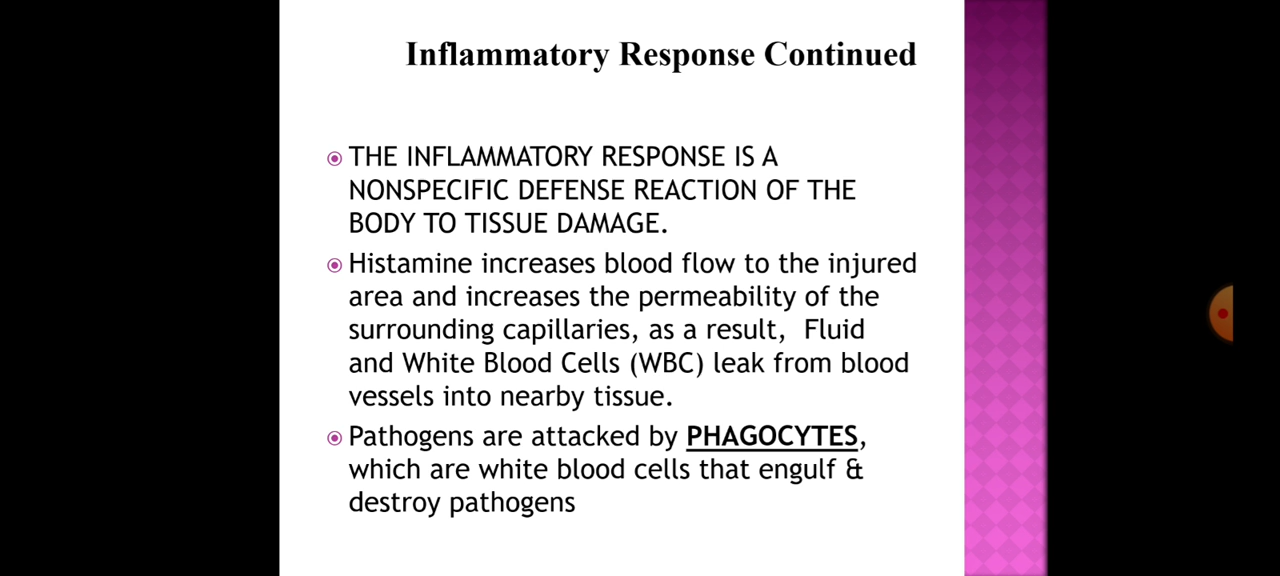 Inflammatory Response Continued
THE INFLAMMATORY RESPONSE IS A
NONSPECIFIC DEFENSE REACTION OF THE
BODY TO TISSUE DAMAGE.
Histamine increases blood flow to the injured
area and increases the permeability of the
surrounding capillaries, as a result,  Fluid
and White Blood Cells (WBC) leak from blood
vessels into nearby tissue.
Pathogens are attacked by PHAGOCYTES,
which are white blood cells that engulf &
destroy pathogens